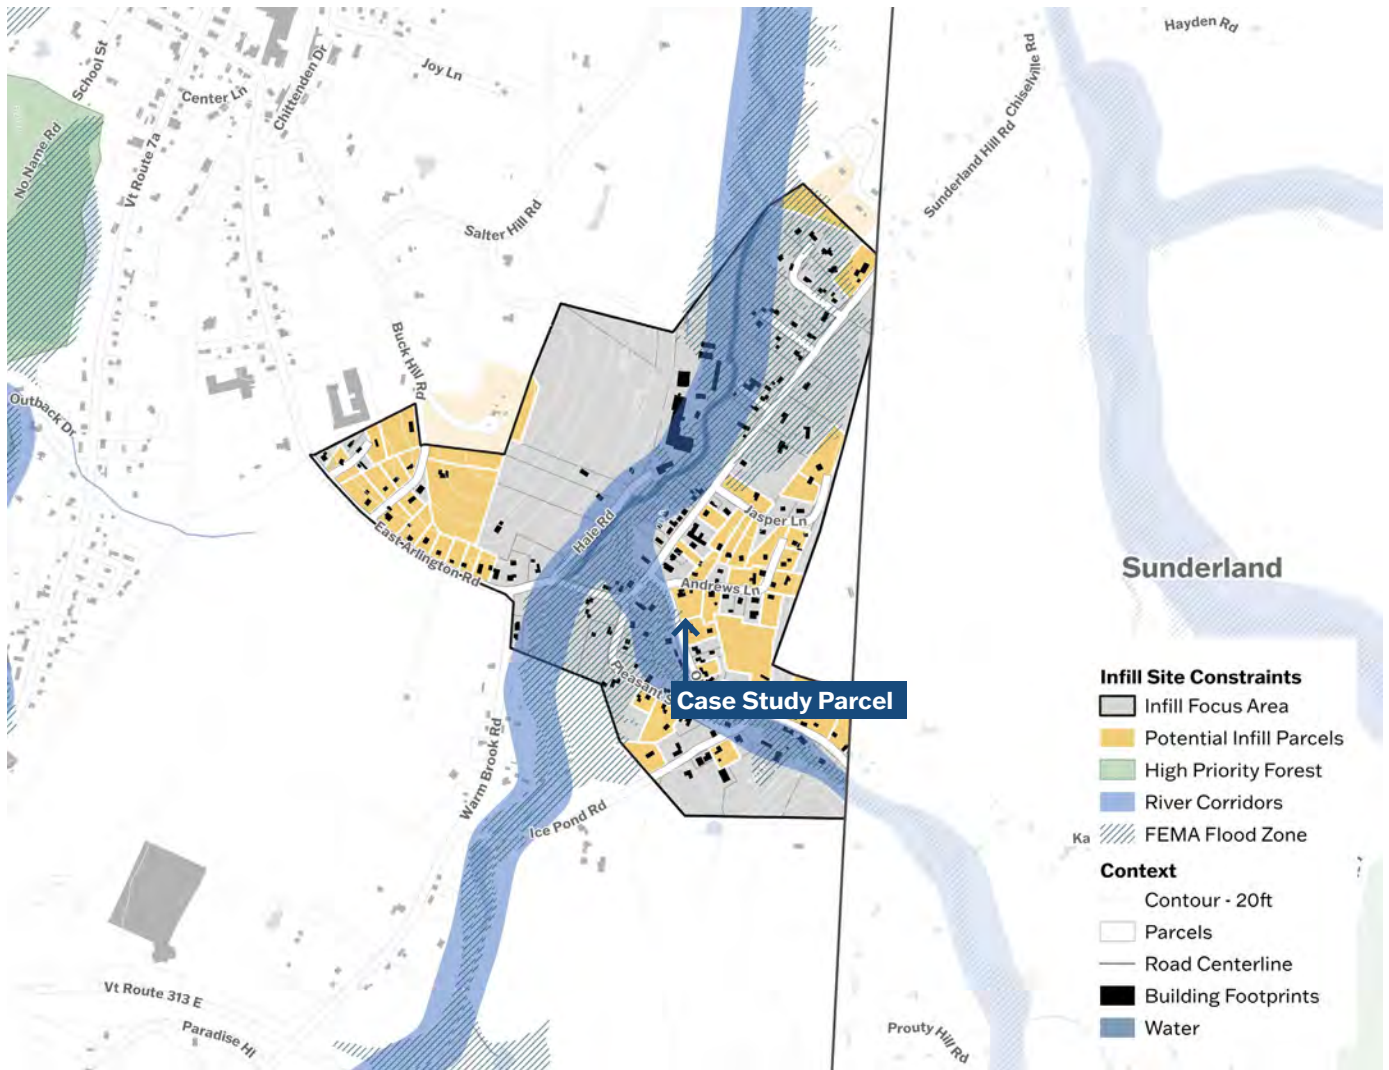 Hayden Rd
School St
Chittenden Dr
Joy Ln
Chiselville Rd
Center Ln
No Name Rd
Vt Route 7a
Sunderland Hill Rd
Salter Hill Rd
Buck Hill Rd
Outback Dr
Jasper Ln
East Arlington Rd
Hale Rd
Andrews Ln
Sunderland
Pleasant
Case Study Parcel
Warm Brook Rd
Ice Pond Rd
Infill Site Constraints
Infill Focus Area
Potential Infill Parcels
High Priority Forest
River Corridors
FEMA Flood Zone
Ka
Context
Contour - 20ft
Parcels
Road Centerline
Building Footprints
Water
Vt Route 313 E
Paradise Hl
Prouty Hill Rd